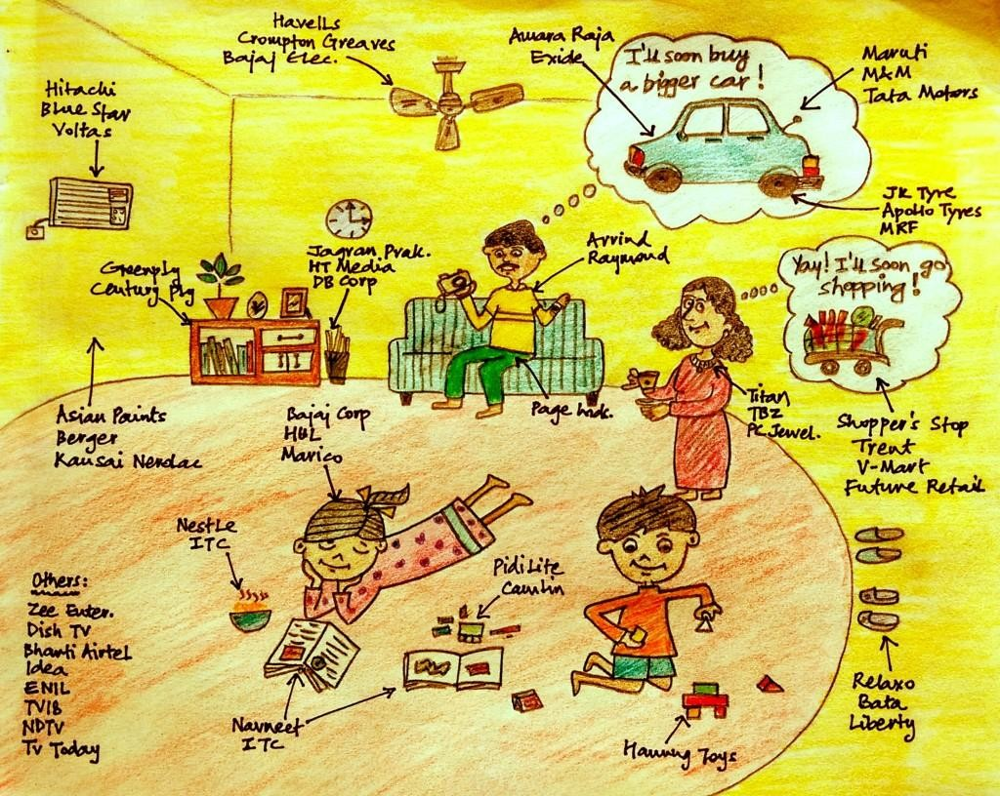 Havells
Crompton Greaves
Bajaj Elec.
Amara Raja
Exide
I'll soon buy
a bigger car!
Maruti
M&M
Tata Motors
Hitachi
Blue Star
Voltas
JK Tyre
Apollo Tyres
MRF
Greenply
Century Ply
Jagran Prak.
HT Media
DB Corp
Arvind
Raymond
Yay! I'll soon go
shopping!
Asian Paints
Berger
Kansai Nerolac
Bajaj Corp
HUL
Marico
Page Inds.
Titan
TBZ
PC Jewel.
Shopper's Stop
Trent
V-Mart
Future Retail
Nestle
ITC
Pidilite
Camlin
Others:
Zee Enter.
Dish TV
Bharti Airtel
Idea
ENIL
TV18
NDTV
TV Today
Navneet
ITC
Hanung Toys
Relaxo
Bata
Liberty